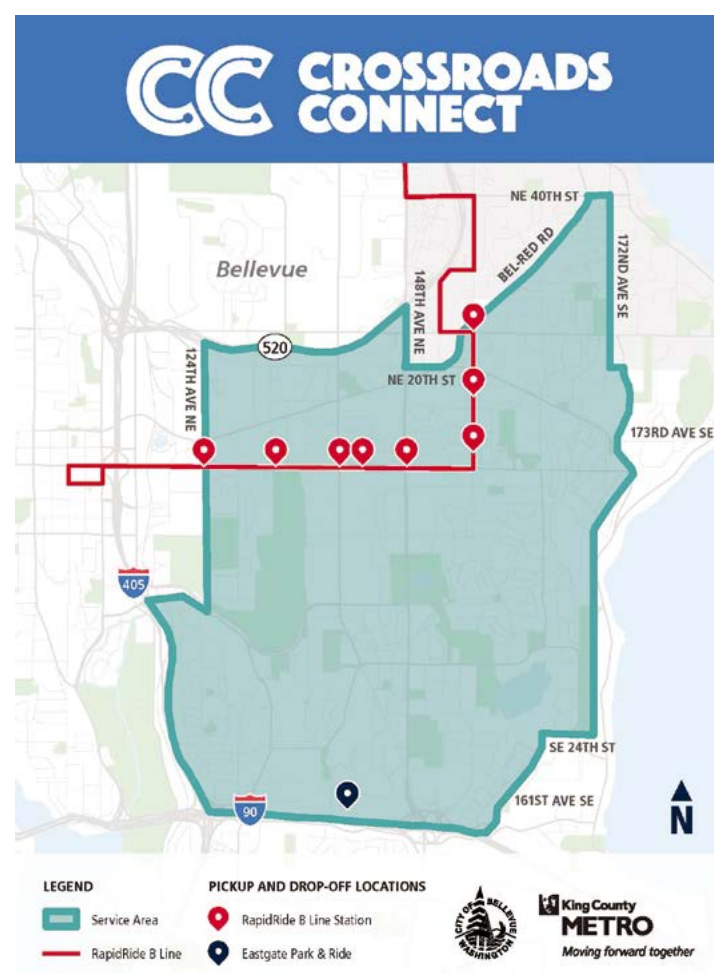 CC CROSSROADS
CONNECT
NE 40TH ST
BEL-RED RD
172ND AVE SE
Bellevue
148TH AVE NE
520
124TH AVE NE
NE 20TH ST
173RD AVE SE
405
SE 24TH ST
161ST AVE SE
90
N
LEGEND
Service Area
RapidRide B Line
PICKUP AND DROP-OFF LOCATIONS
RapidRide B Line Station
Eastgate Park & Ride
CITY OF BELLEVUE
WASHINGTON
King County
METRO
Moving forward together